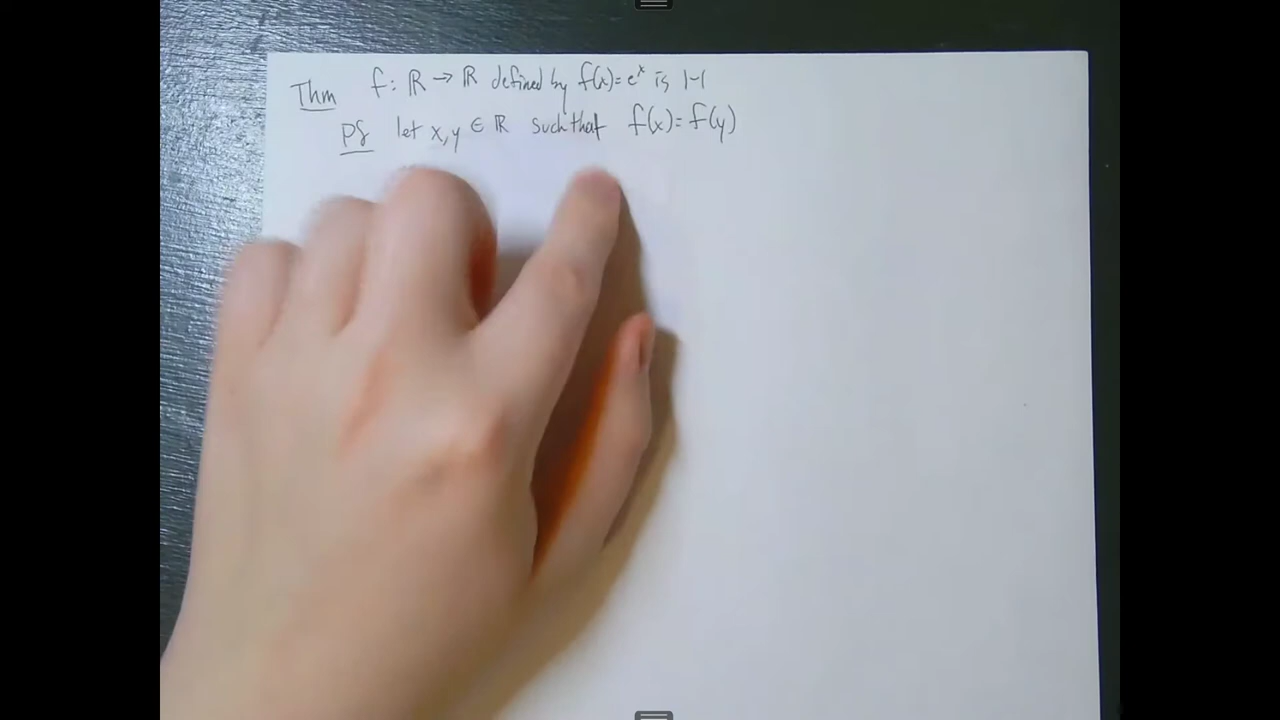 Thm f: ℝ → ℝ defined by f(x)=eˣ is 1-1
Pf let x,y ∈ ℝ such that f(x)=f(y)